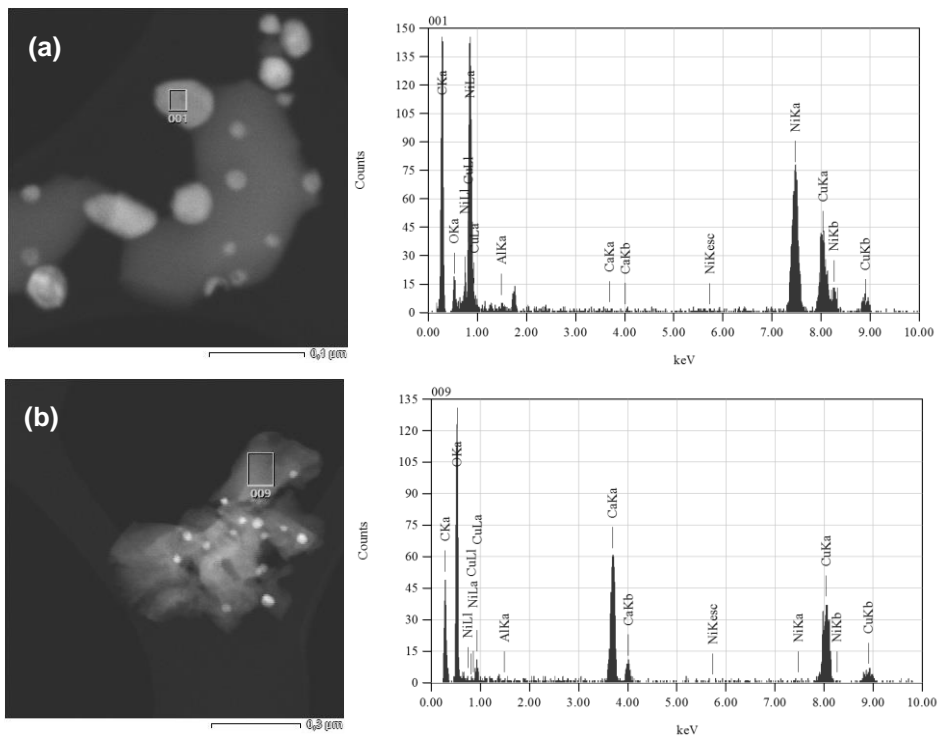 (a)
001
0,1 µm
001
150
135
120
105
90
75
60
45
30
15
0
Counts
CKa
OKa
NiLl
NiLa
CuLl
CuLa
AlKa
CaKa
CaKb
NiKesc
NiKa
CuKa
NiKb
CuKb
0.00 1.00 2.00 3.00 4.00 5.00 6.00 7.00 8.00 9.00 10.00
keV
(b)
009
0,3 µm
009
135
120
105
90
75
60
45
30
15
0
Counts
CKa
OKa
NiLl
NiLa
CuLl
CuLa
AlKa
CaKa
CaKb
NiKesc
NiKa
CuKa
NiKb
CuKb
0.00 1.00 2.00 3.00 4.00 5.00 6.00 7.00 8.00 9.00 10.00
keV